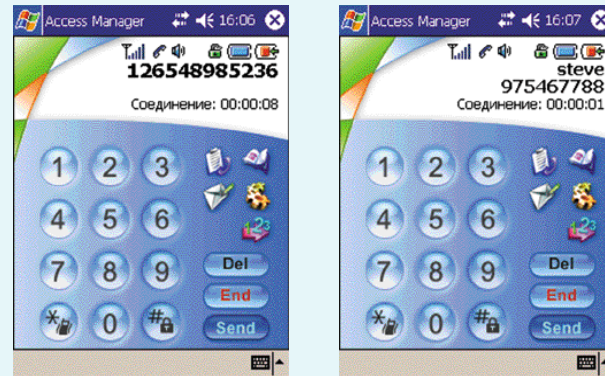 Access Manager 16:06
126548985236
Соединение: 00:00:08
1 2 3
4 5 6
123
7 8 9 Del
End
* 0 # Send
Access Manager 16:07
steve
975467788
Соединение: 00:00:01
1 2 3
4 5 6
123
7 8 9 Del
End
* 0 # Send